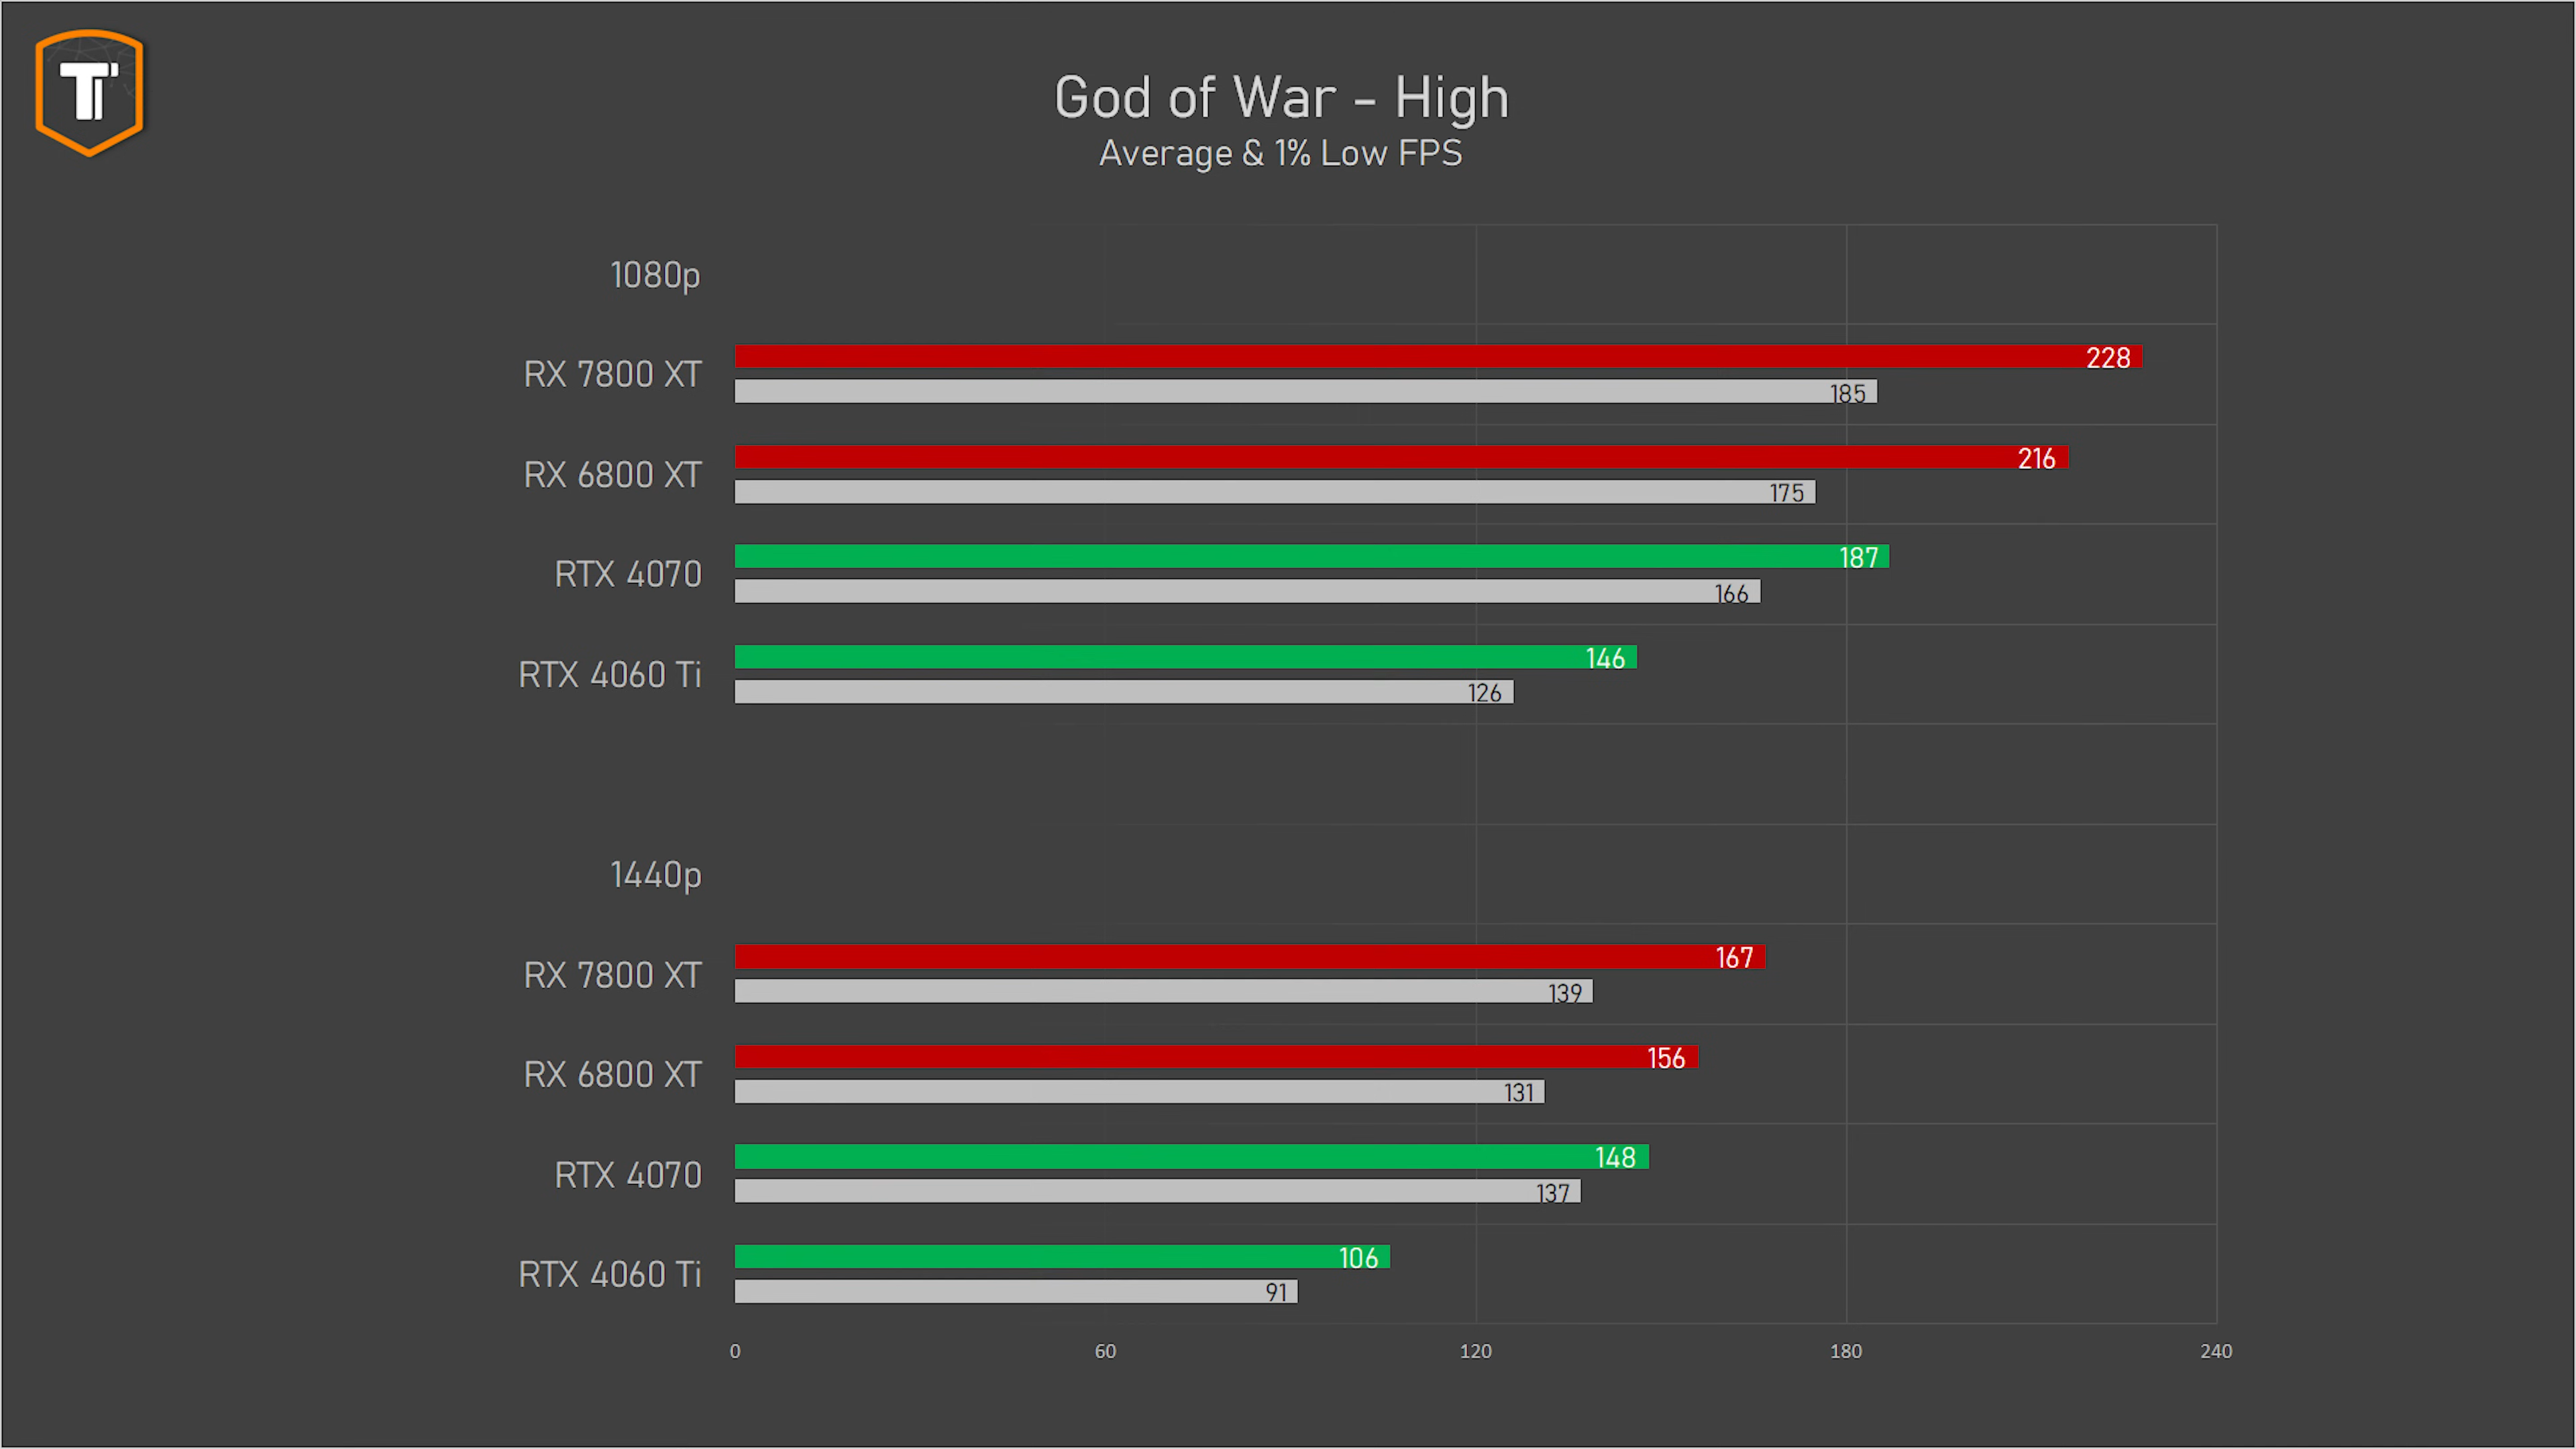 Ti
God of War - High
Average & 1% Low FPS
1080p
RX 7800 XT
228
185
RX 6800 XT
216
175
RTX 4070
187
166
RTX 4060 Ti
146
126
1440p
RX 7800 XT
167
139
RX 6800 XT
156
131
RTX 4070
148
137
RTX 4060 Ti
106
91
0 60 120 180 240